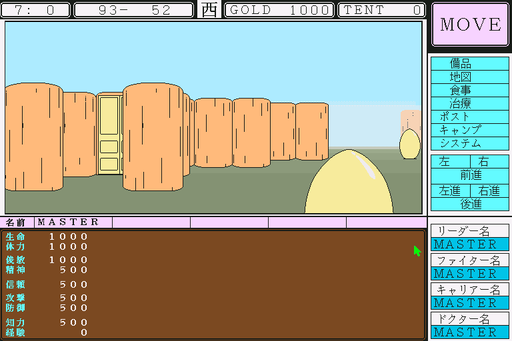 7: 0 93- 52 西 GOLD 1000 TENT 0
MOVE
備品
地図
食事
治療
ポスト
キャンプ
システム
左 右
前進
左進 右進
後進
名前 MASTER
生命 1000
体力 1000
後敏 1000
精神 500
信頼 500
攻撃 500
防御 500
知力 500
経験 0
リーダー名
MASTER
ファイター名
MASTER
キャリアー名
MASTER
ドクター名
MASTER